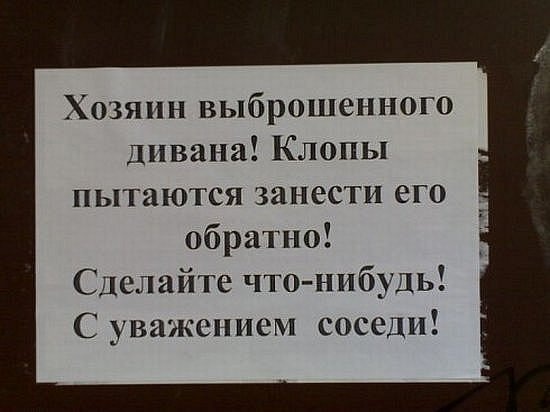 Хозяин выброшенного
дивана! Клопы
пытаются занести его
обратно!
Сделайте что-нибудь!
С уважением соседи!